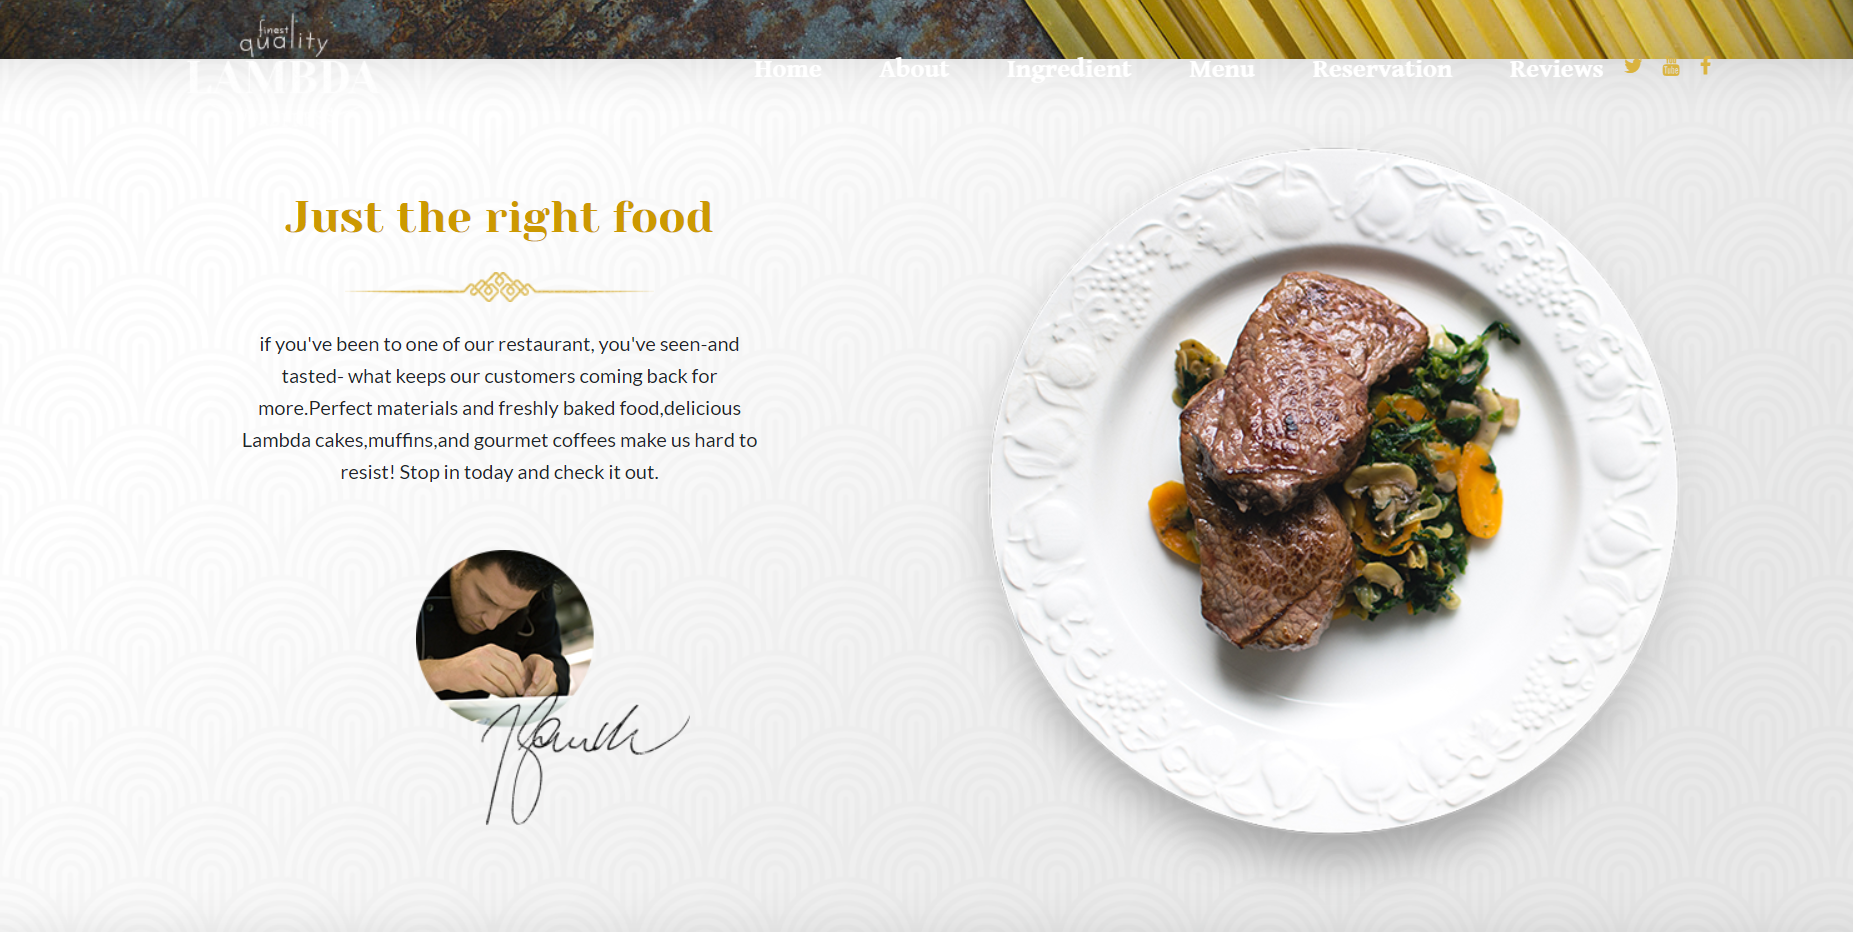 finest
quality
LAMBDA
Home About Ingredient Menu Reservation Reviews
Just the right food
if you've been to one of our restaurant, you've seen-and
tasted- what keeps our customers coming back for
more.Perfect materials and freshly baked food,delicious
Lambda cakes,muffins,and gourmet coffees make us hard to
resist! Stop in today and check it out.